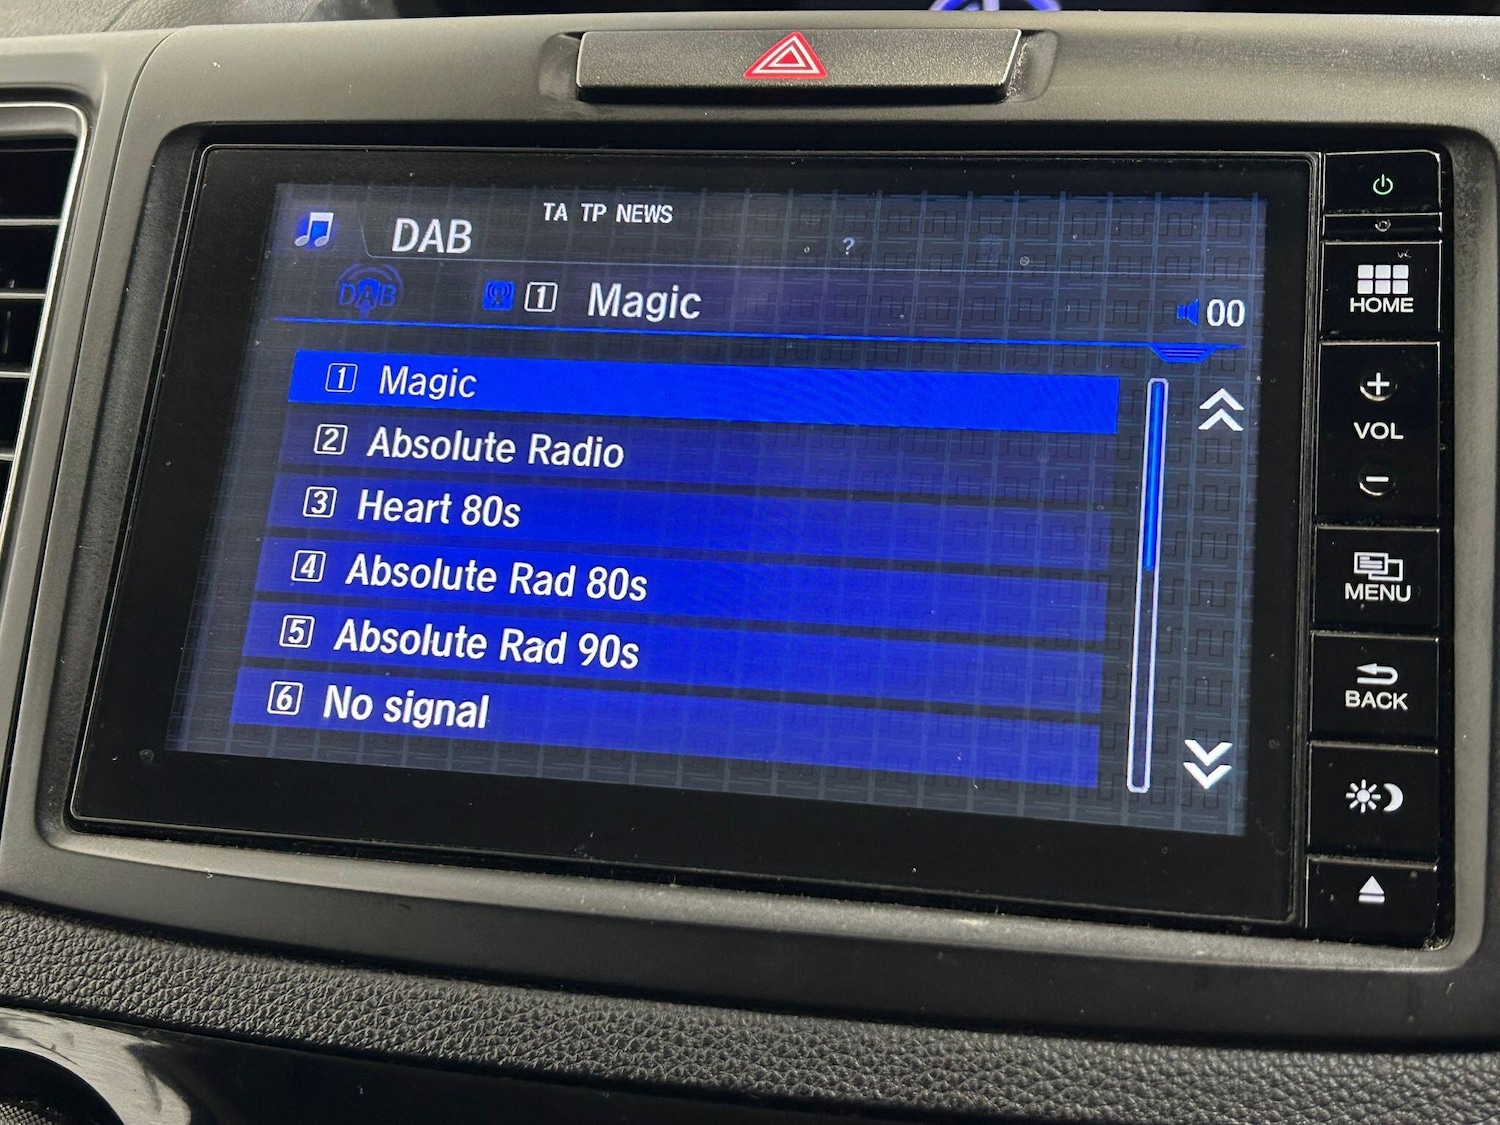 TA TP NEWS
DAB
?
DAB
1 Magic
00
1 Magic
2 Absolute Radio
3 Heart 80s
4 Absolute Rad 80s
5 Absolute Rad 90s
6 No signal
HOME
+
VOL
−
MENU
BACK